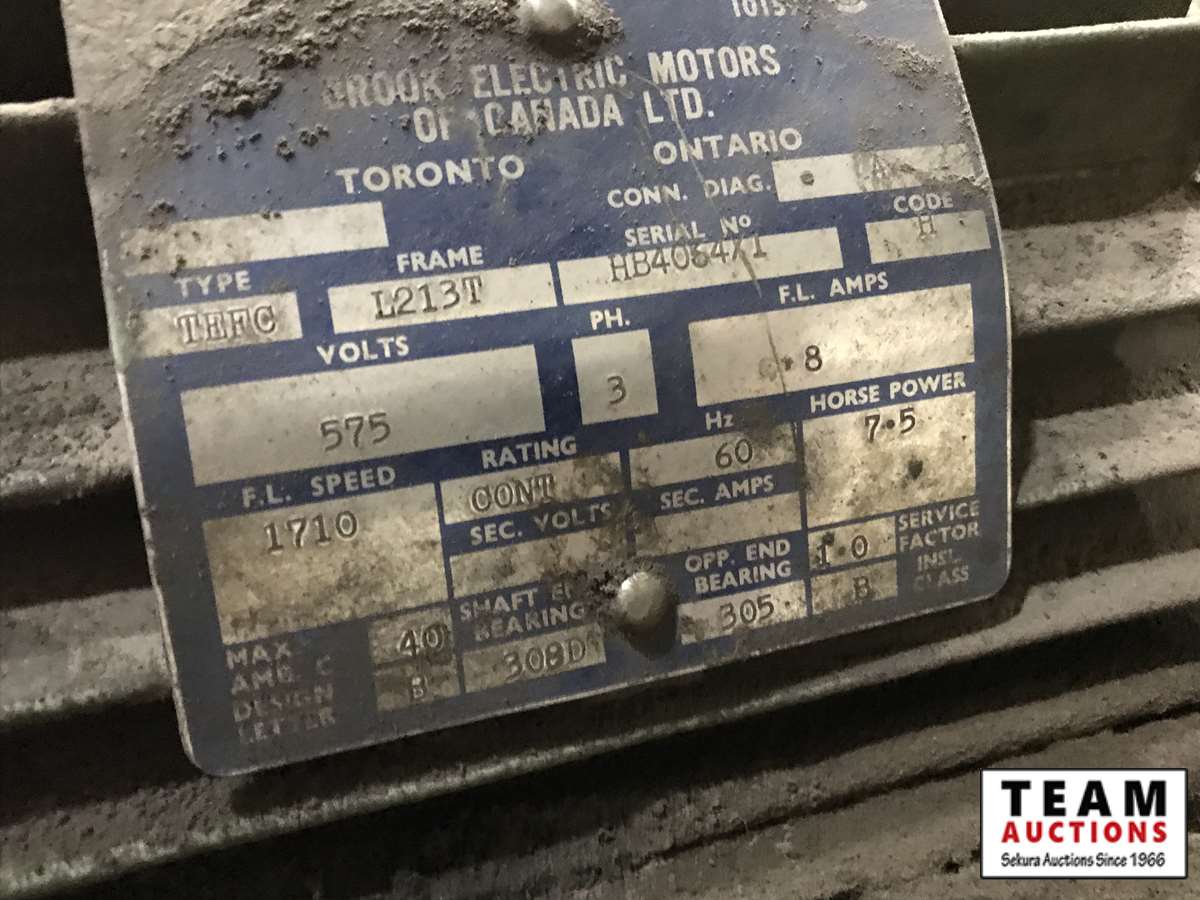 BROOK ELECTRIC MOTORS
OF CANADA LTD.
TORONTO ONTARIO
CONN. DIAG. A
TYPE FRAME SERIAL Nº CODE
TEFC L213T H
VOLTS PH. F.L. AMPS
575 3 8
F.L. SPEED RATING Hz HORSE POWER
1710 CONT 60 7.5
SEC. VOLTS SEC. AMPS
MAX. AMB. C 40
DESIGN LETTER B
SHAFT BEARING
OPP. END BEARING 305
SERVICE FACTOR 1.0
INSL. CLASS B
TEAM
AUCTIONS
Sekura Auctions Since 1966